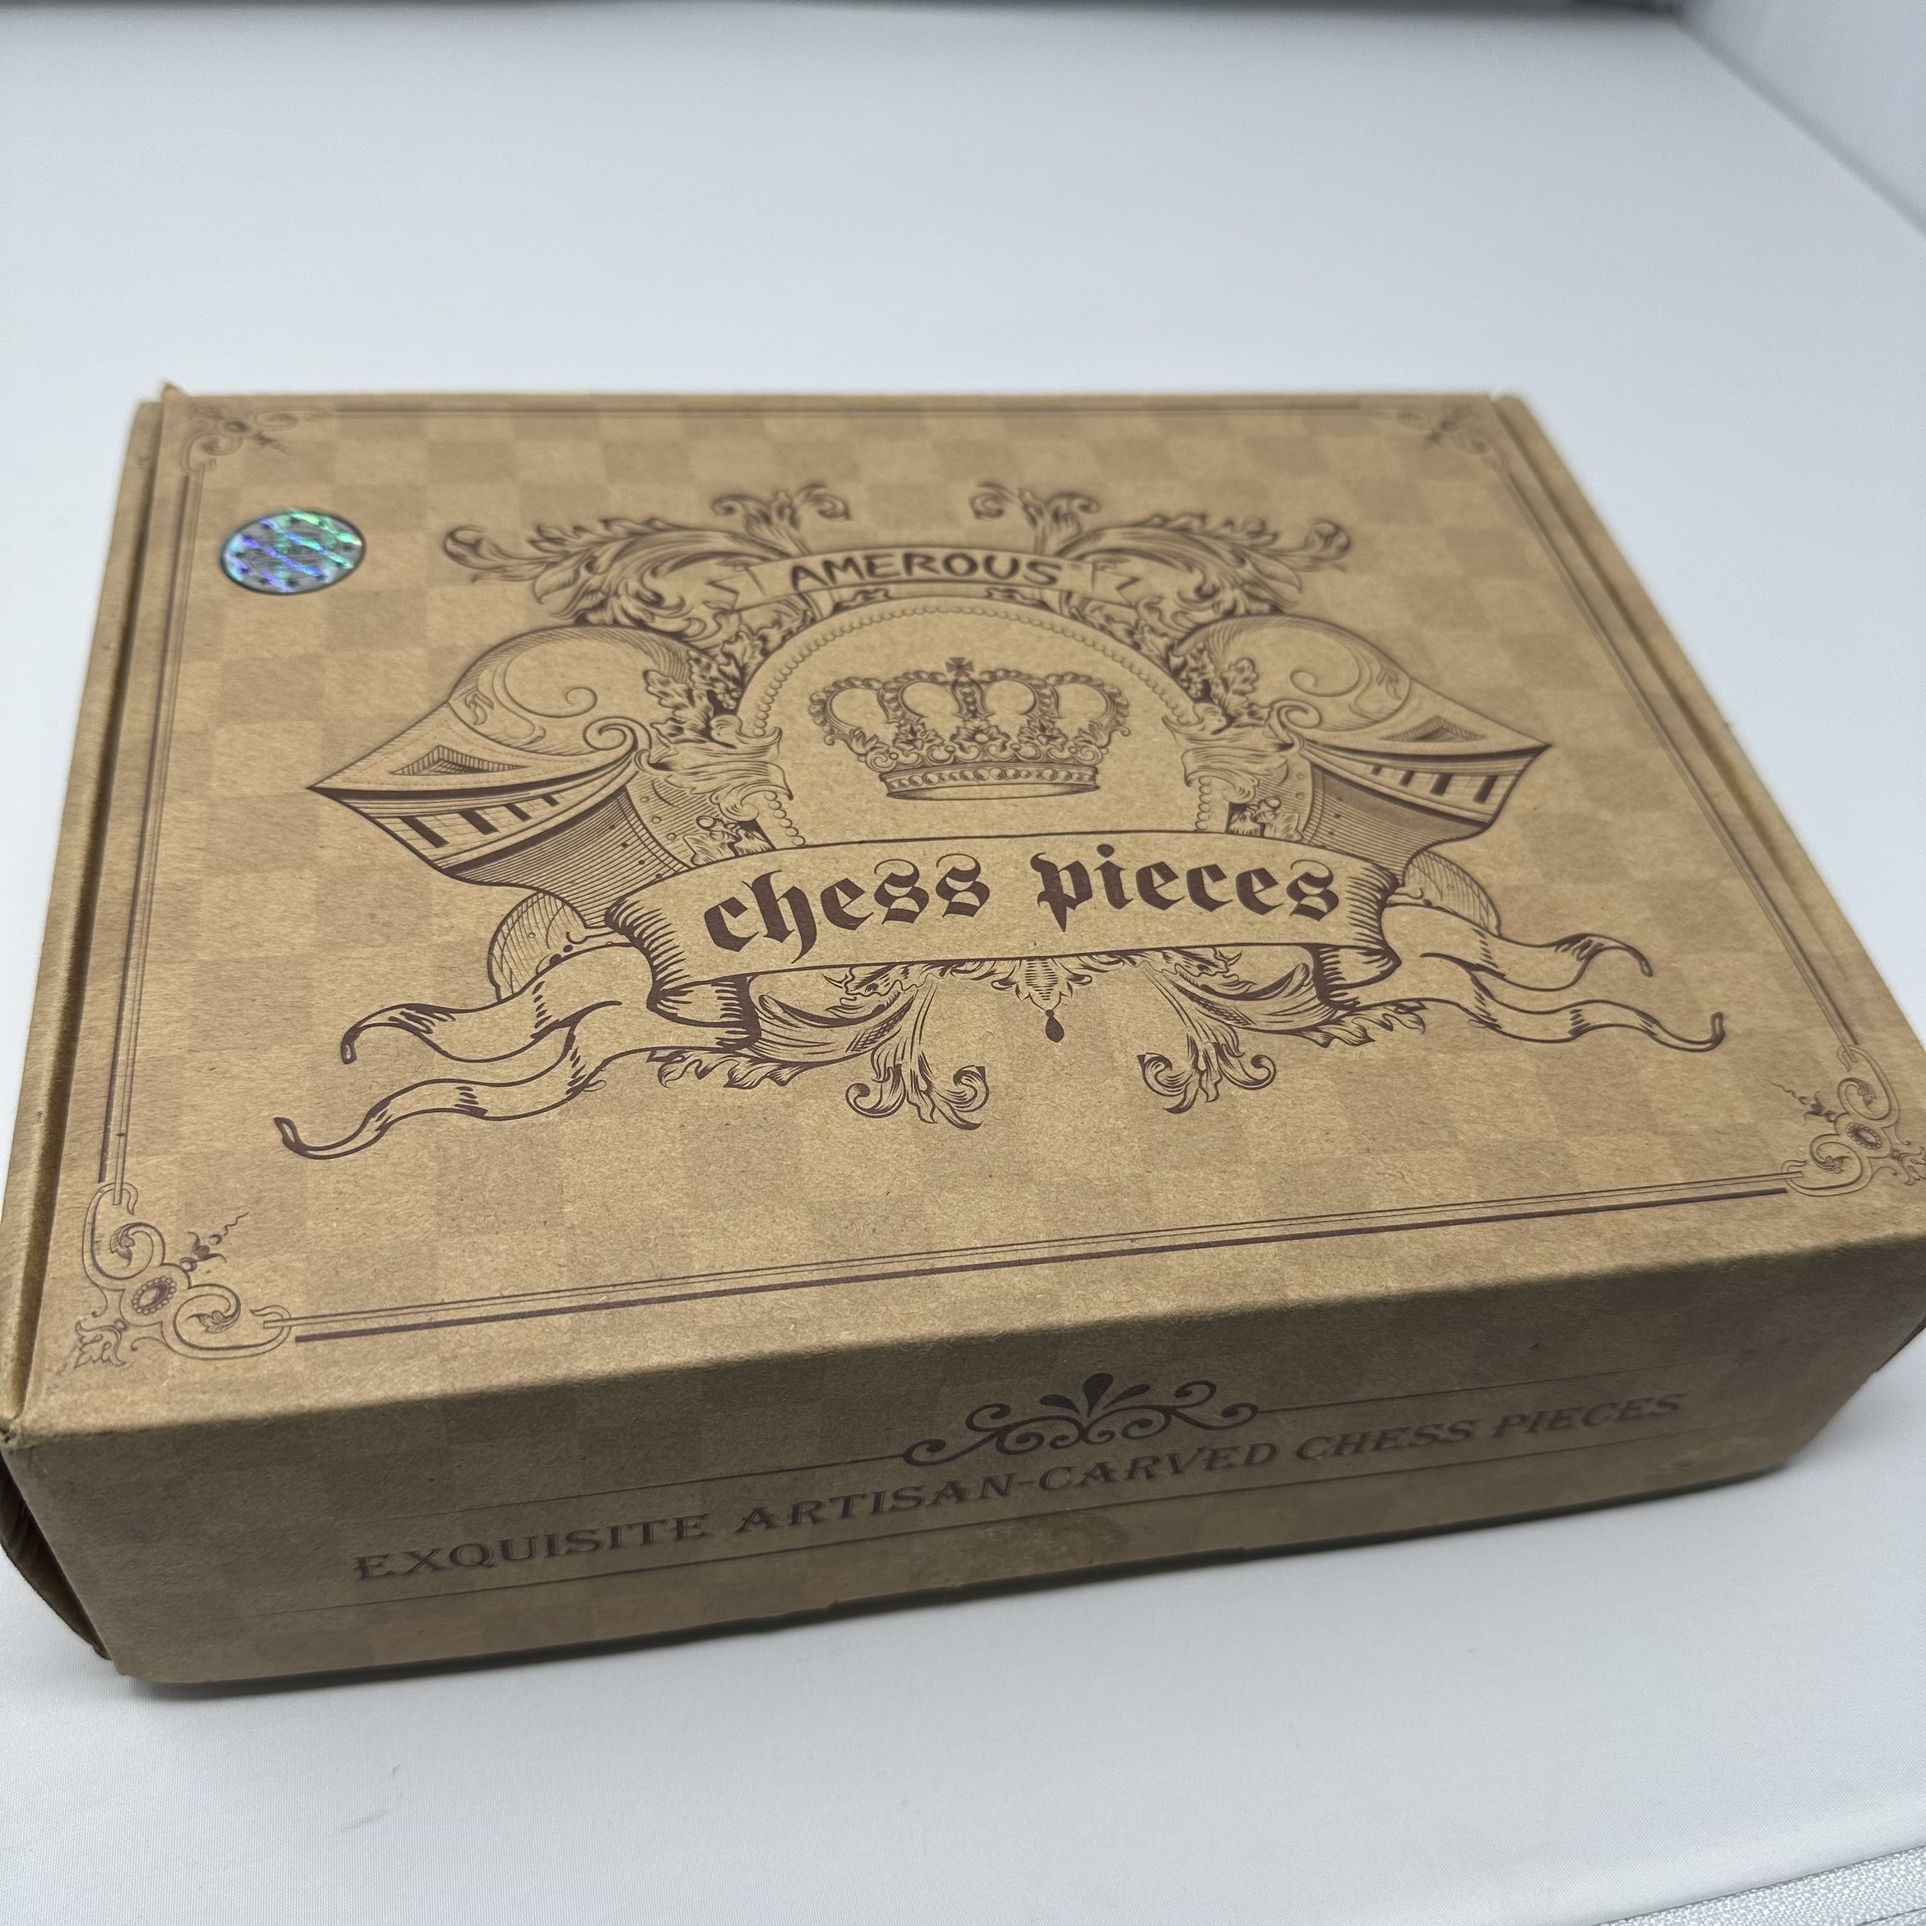 AMEROUS
chess pieces
EXQUISITE ARTISAN-CARVED CHESS PIECES